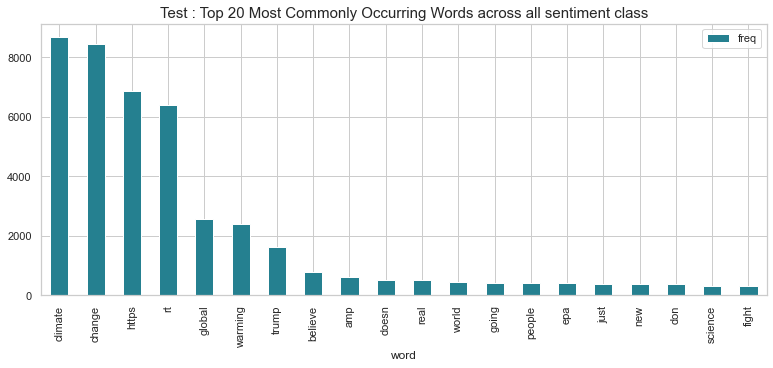 Test : Top 20 Most Commonly Occurring Words across all sentiment class
freq
8000
6000
4000
2000
0
climate
change
https
rt
global
warming
trump
believe
amp
doesn
real
world
going
people
epa
just
new
don
science
fight
word